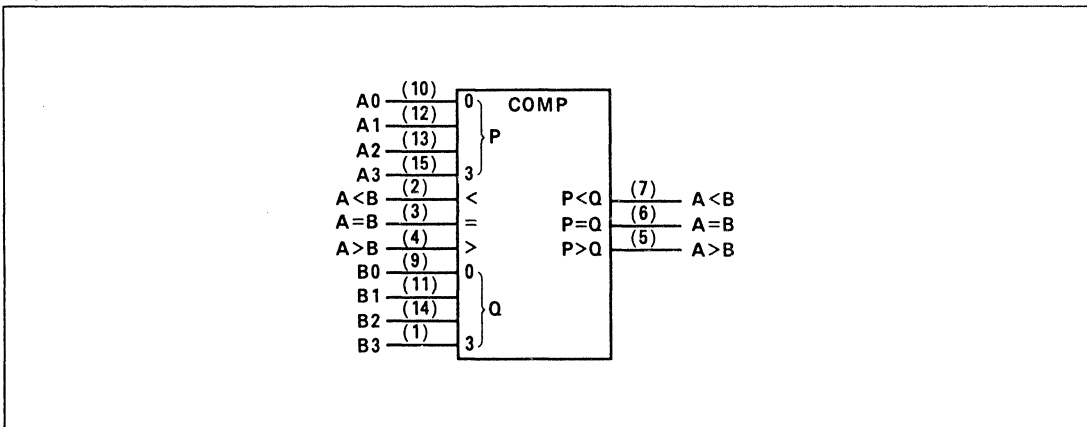 (10)
A0 0 COMP
(12)
A1
(13) P
A2
(15)
A3 3
(2)
A<B < P<Q (7) A<B
(3)
A=B = P=Q (6) A=B
(4)
A>B > P>Q (5) A>B
(9)
B0 0
(11)
B1
(14) Q
B2
(1)
B3 3